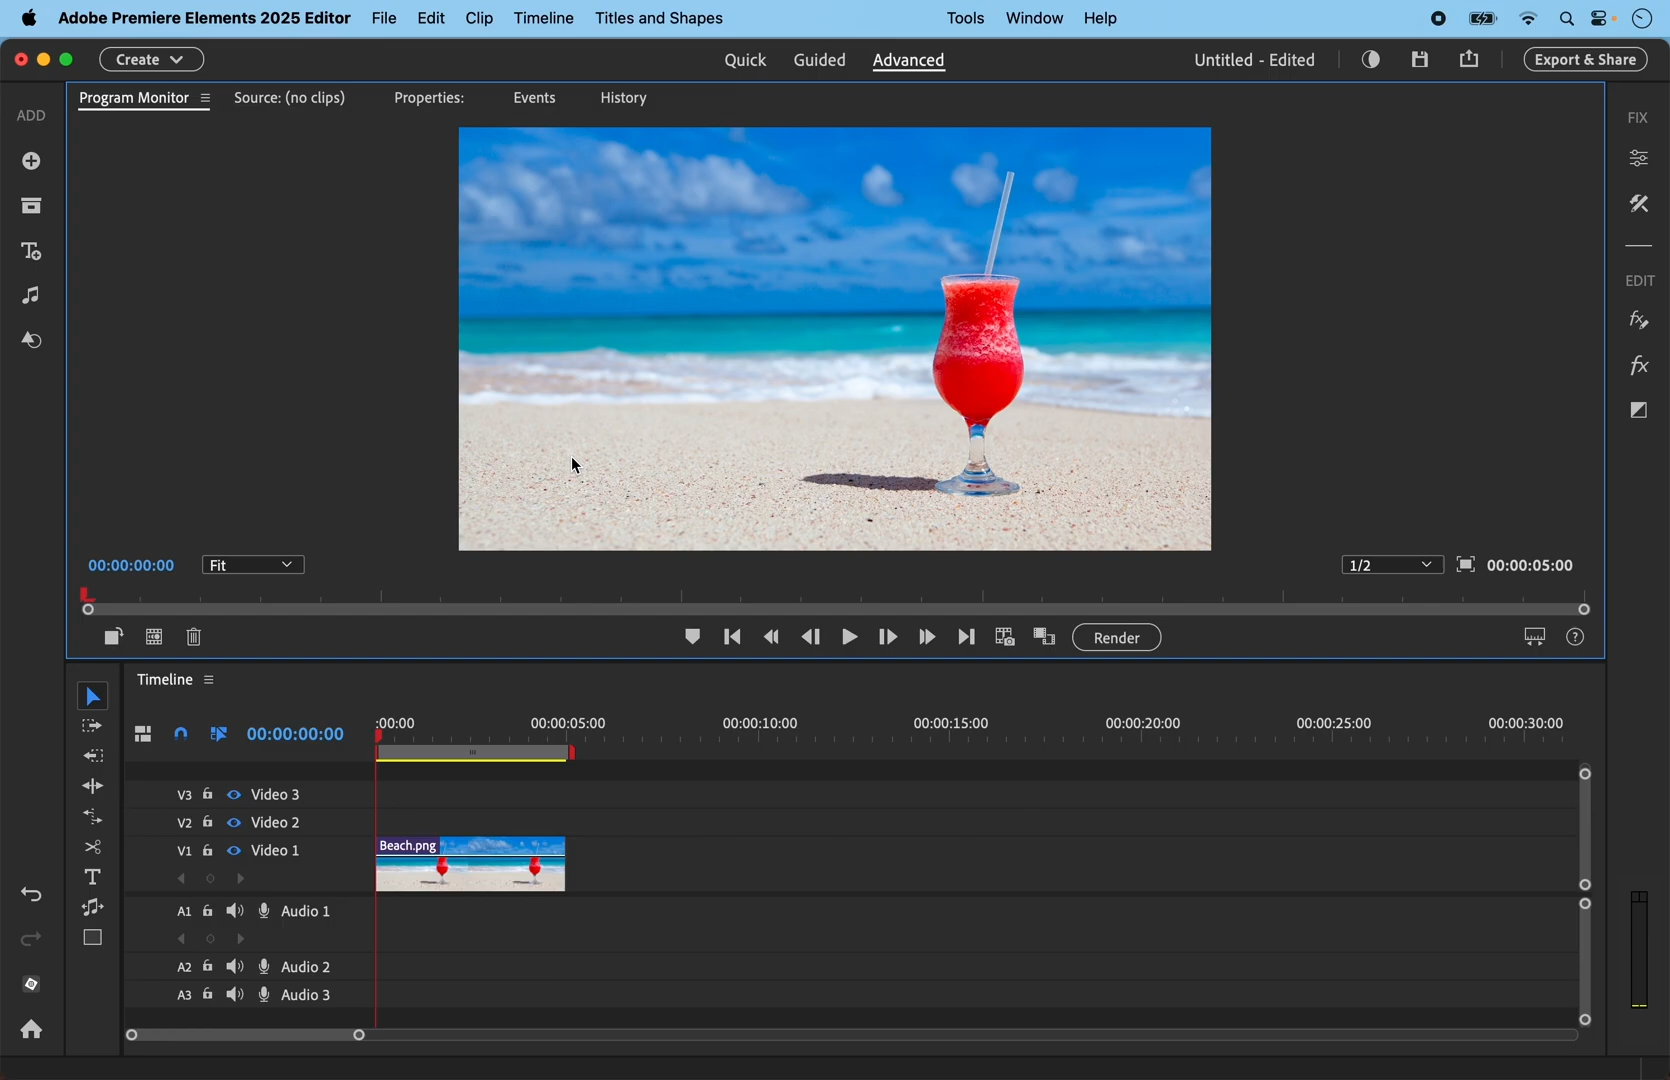 Adobe Premiere Elements 2025 Editor File Edit Clip Timeline Titles and Shapes Tools Window Help
Create Quick Guided Advanced Untitled - Edited Export & Share
ADD Program Monitor Source: (no clips) Properties: Events History FIX
EDIT
00:00:00:00 Fit 1/2 00:00:05:00
Render
Timeline
00:00:00:00 :00:00 00:00:05:00 00:00:10:00 00:00:15:00 00:00:20:00 00:00:25:00 00:00:30:00
V3 Video 3
V2 Video 2
V1 Video 1 Beach.png
A1 Audio 1
A2 Audio 2
A3 Audio 3